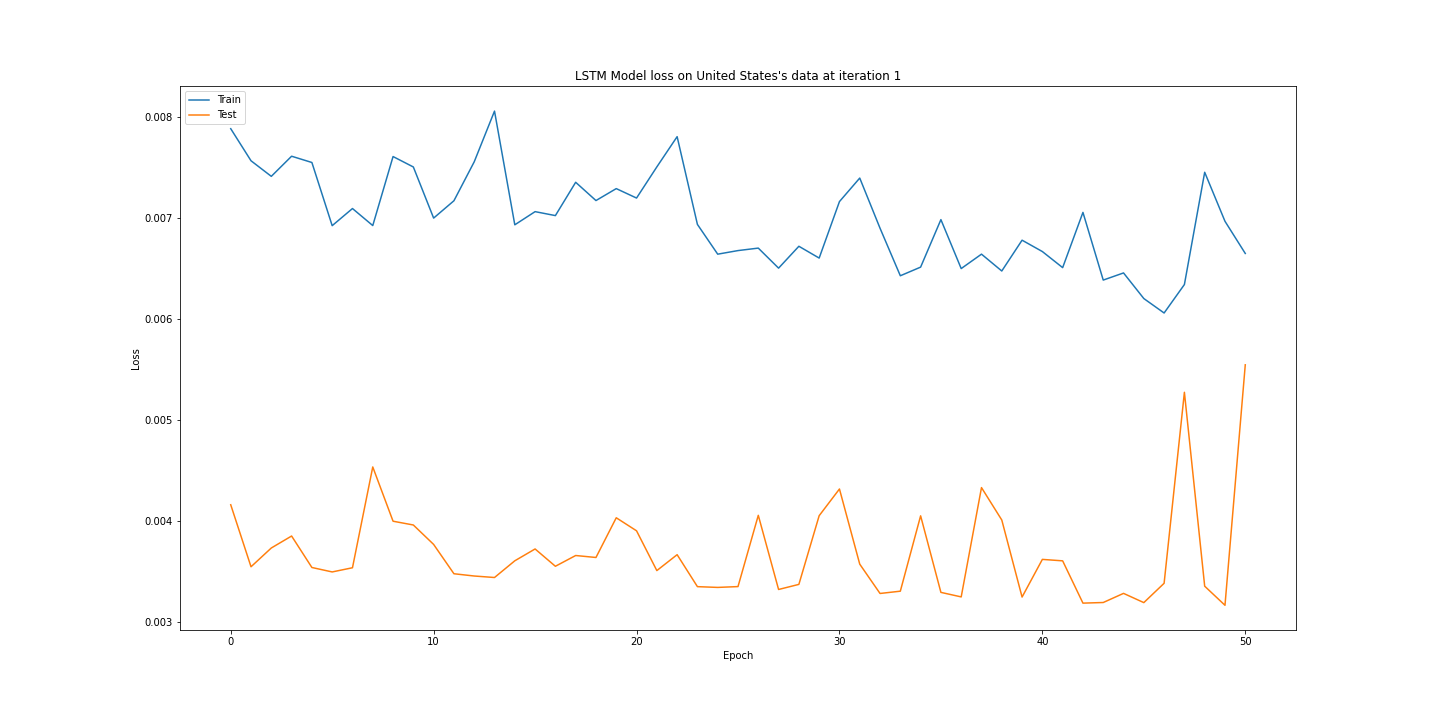 LSTM Model loss on United States's data at iteration 1
Train
Test
0.008
0.007
0.006
0.005
0.004
0.003
Loss
0 10 20 30 40 50
Epoch